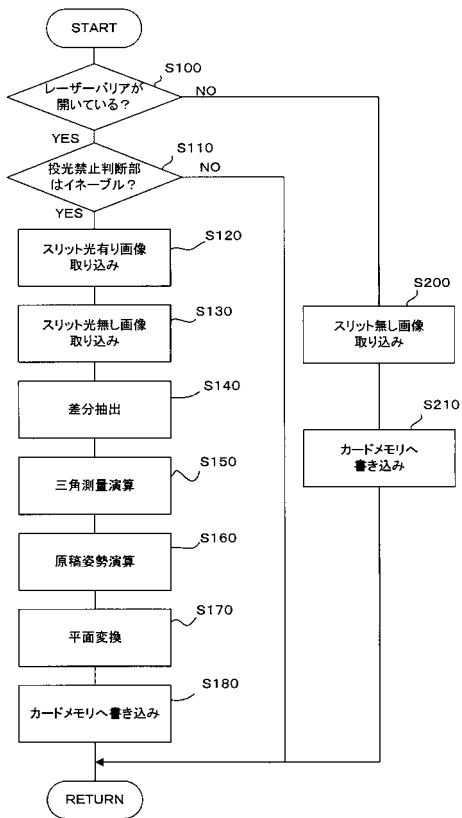 START
S100
レーザーバリアが
開いている?
NO
YES
S110
投光禁止判断部
はイネーブル?
NO
YES
S120
スリット光有り画像
取り込み
S130
スリット光無し画像
取り込み
S140
差分抽出
S150
三角測量演算
S160
原稿姿勢演算
S170
平面変換
S180
カードメモリへ書き込み
S200
スリット無し画像
取り込み
S210
カードメモリへ
書き込み
RETURN